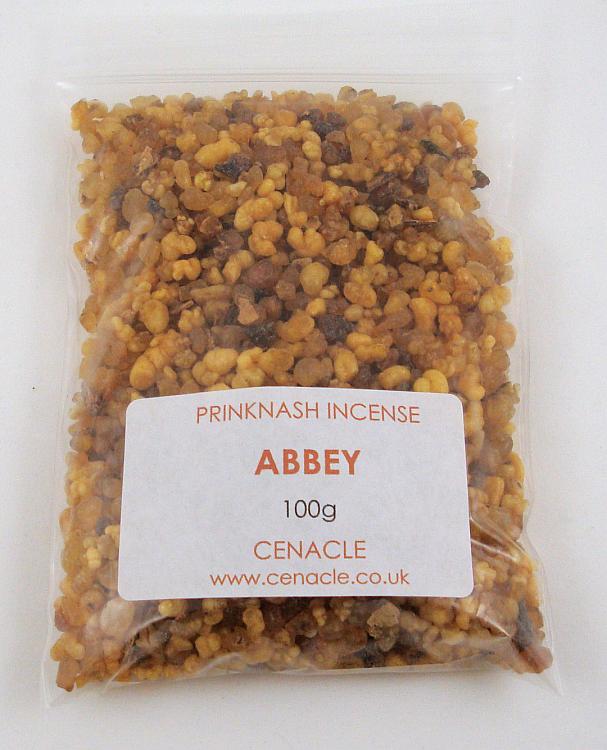 PRINKNASH INCENSE
ABBEY
100g
CENACLE
www.cenacle.co.uk